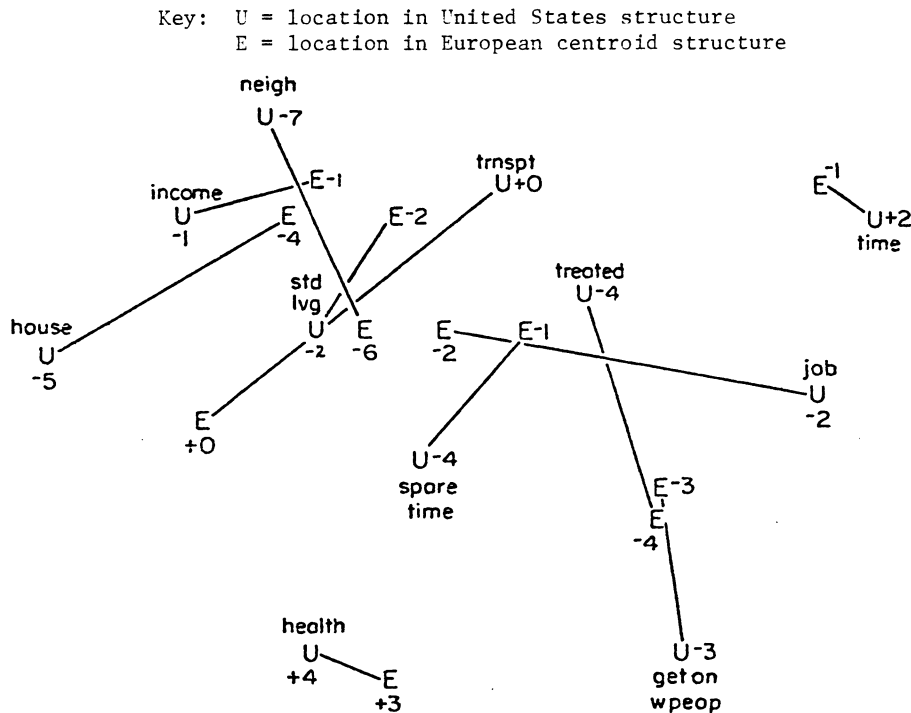 Key: U = location in United States structure
E = location in European centroid structure
neigh
U-7
trnspt
U+0
E-1
E-1
income
U
-1
E
-4
E-2
U+2
time
treated
U-4
std
lvg
U
-2
E
-6
E
-2
E-1
house
U
-5
job
U
-2
E
+0
U-4
spare
time
E-3
E
-4
health
U
+4
E
+3
U-3
get on
wpeop